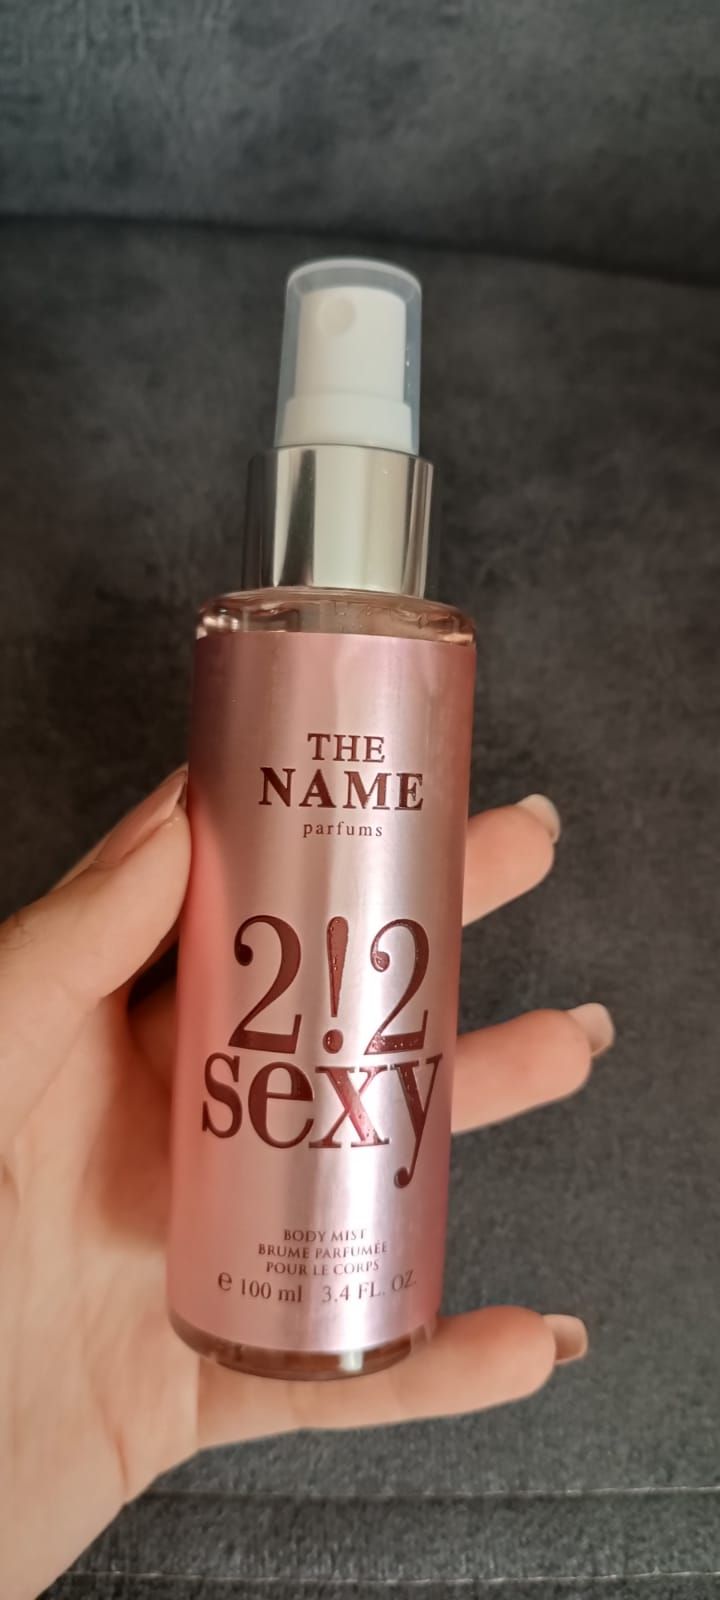 THE
NAME
parfums
2!2
sexy
BODY MIST
BRUME PARFUMÉE
POUR LE CORPS
℮ 100 ml 3.4 FL. OZ.